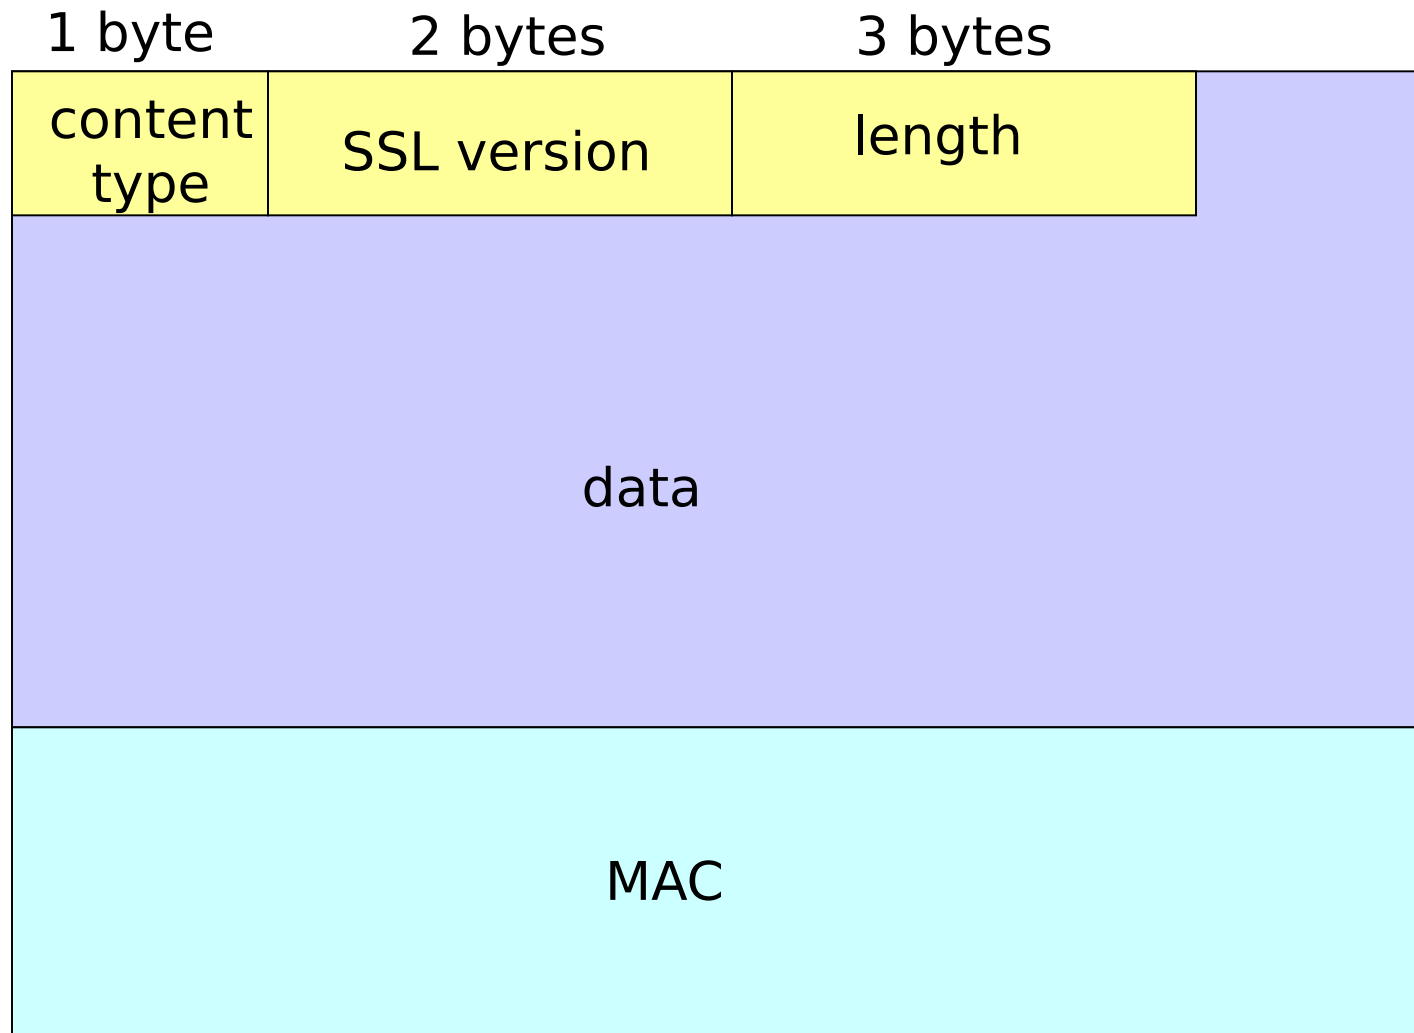 1 byte
2 bytes
3 bytes
content
type
SSL version
length
data
MAC